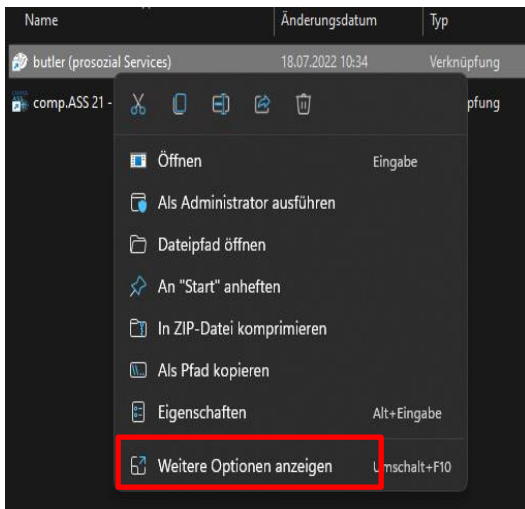 Name Änderungsdatum Typ
butler (prosozial Services) 18.07.2022 10:34 Verknüpfung
comp.ASS 21 - pfung
Öffnen Eingabe
Als Administrator ausführen
Dateipfad öffnen
An "Start" anheften
In ZIP-Datei komprimieren
Als Pfad kopieren
Eigenschaften Alt+Eingabe
Weitere Optionen anzeigen Umschalt+F10